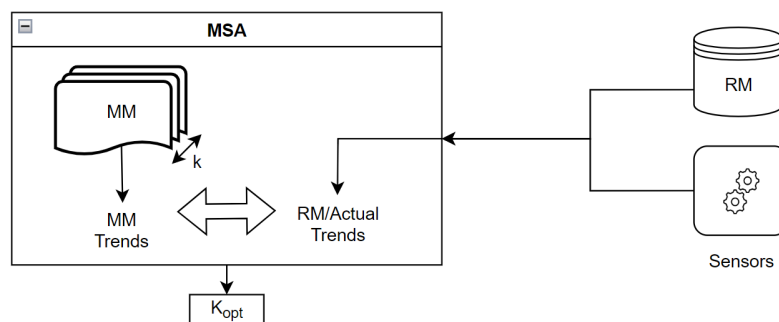 MSA
MM
k
MM
Trends
RM/Actual
Trends
RM
Sensors
Kopt